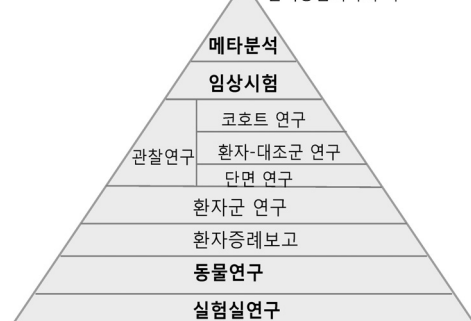 메타분석
임상시험
코호트 연구
관찰연구
환자-대조군 연구
단면 연구
환자군 연구
환자증례보고
동물연구
실험실연구